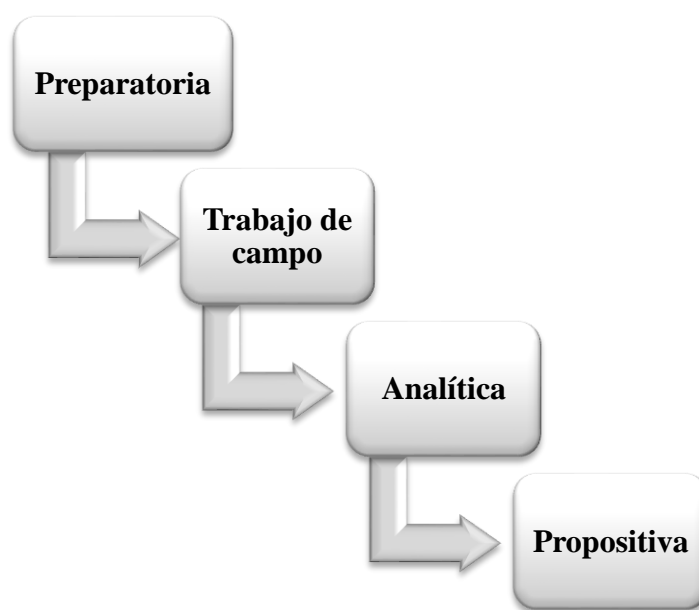 Preparatoria
Trabajo de
campo
Analítica
Propositiva